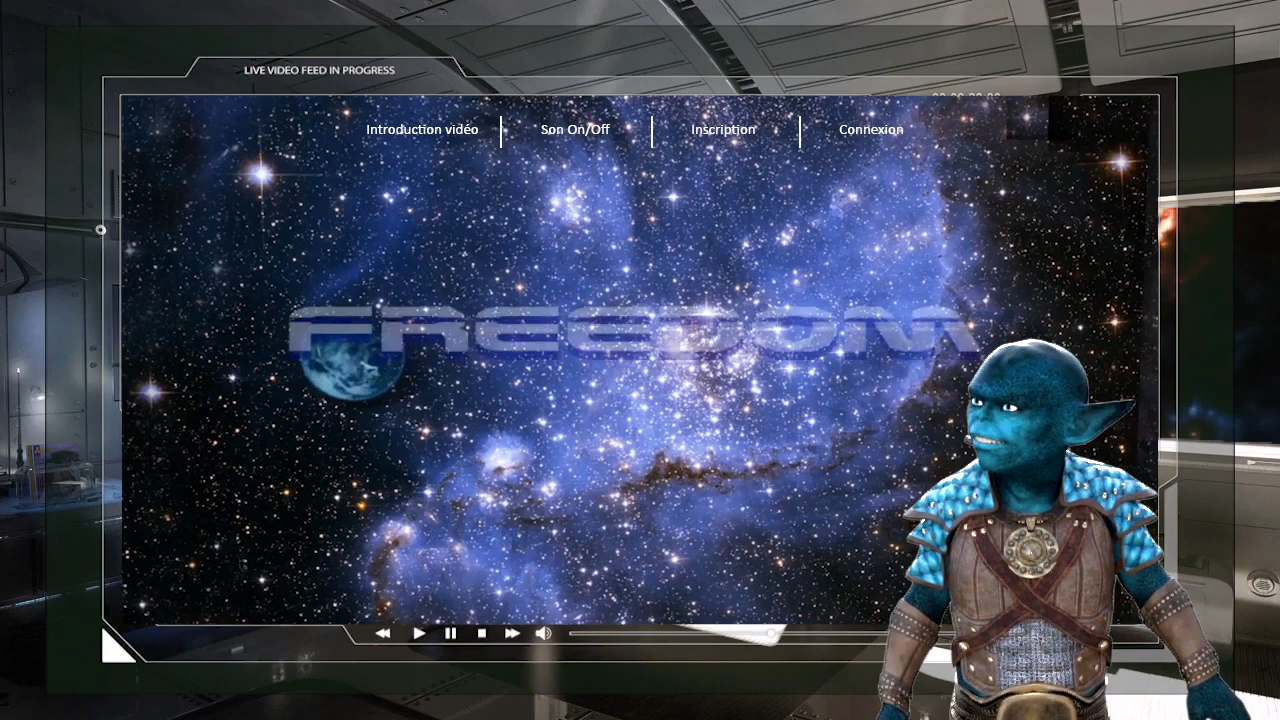 LIVE VIDEO FEED IN PROGRESS
Introduction vidéo
Son On/Off
Inscription
Connexion
FREEDOM